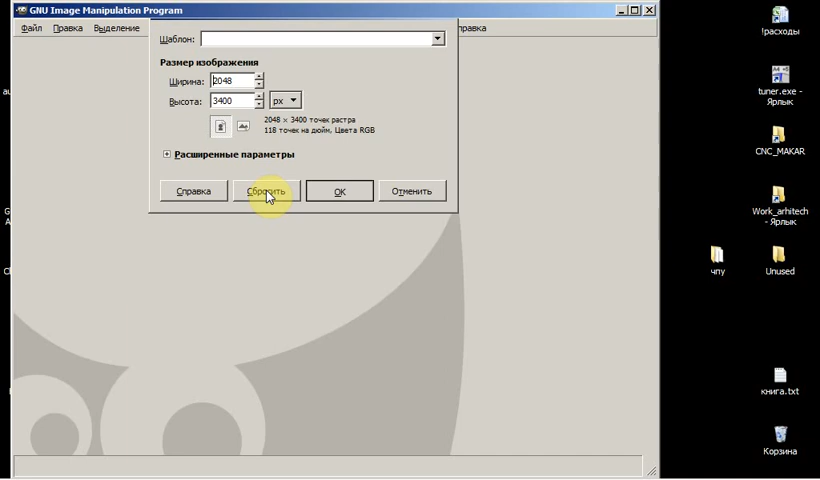 GNU Image Manipulation Program
Файл Правка Выделение
Шаблон:
Размер изображения
Ширина: 2048
Высота: 3400 px
2048 × 3400 точек растра
118 точек на дюйм, Цвета RGB
Расширенные параметры
Справка Сбросить OK Отменить
!расходы
tuner.exe -
Ярлык
CNC_MAKAR
Work_arhitech
- Ярлык
чпу
Unused
книга.txt
Корзина